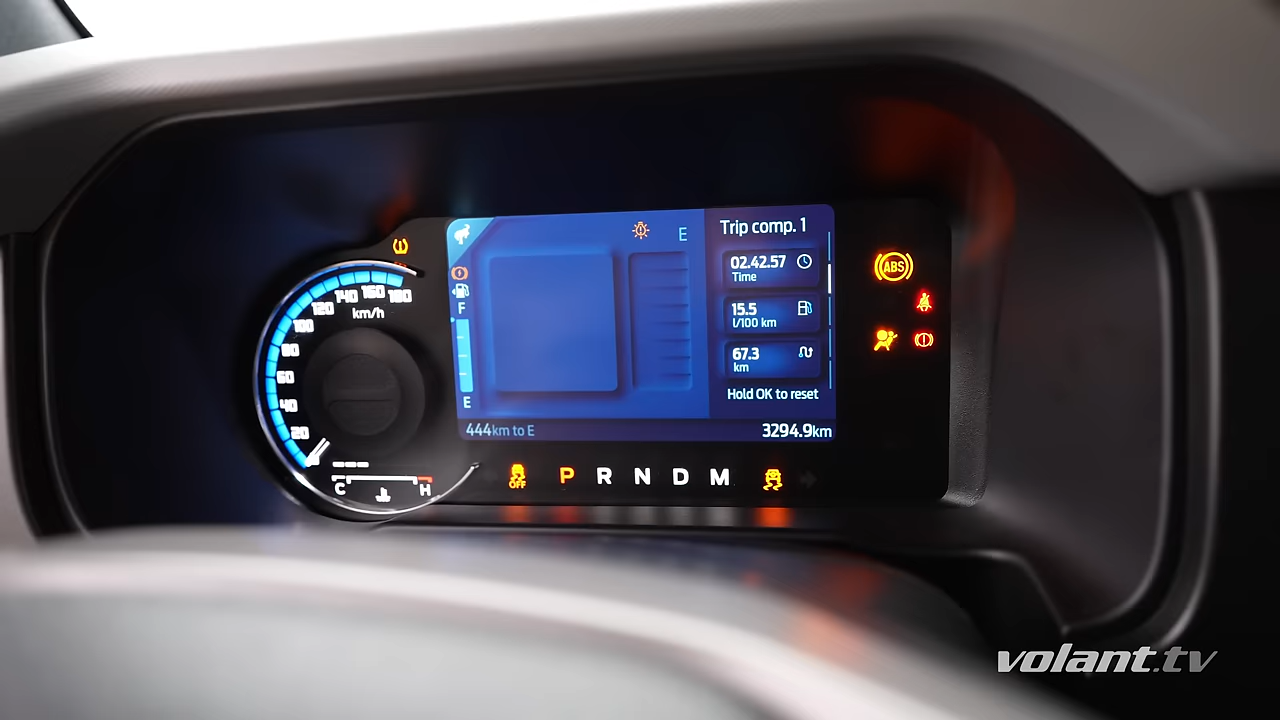 Trip comp. 1
E
02.42.57
Time
15.5
l/100 km
67.3
km
Hold OK to reset
F
E
444km to E
3294.9km
180
160
140
120
100
80
60
40
20
km/h
C
H
OFF
P R N D M
ABS
volant.tv